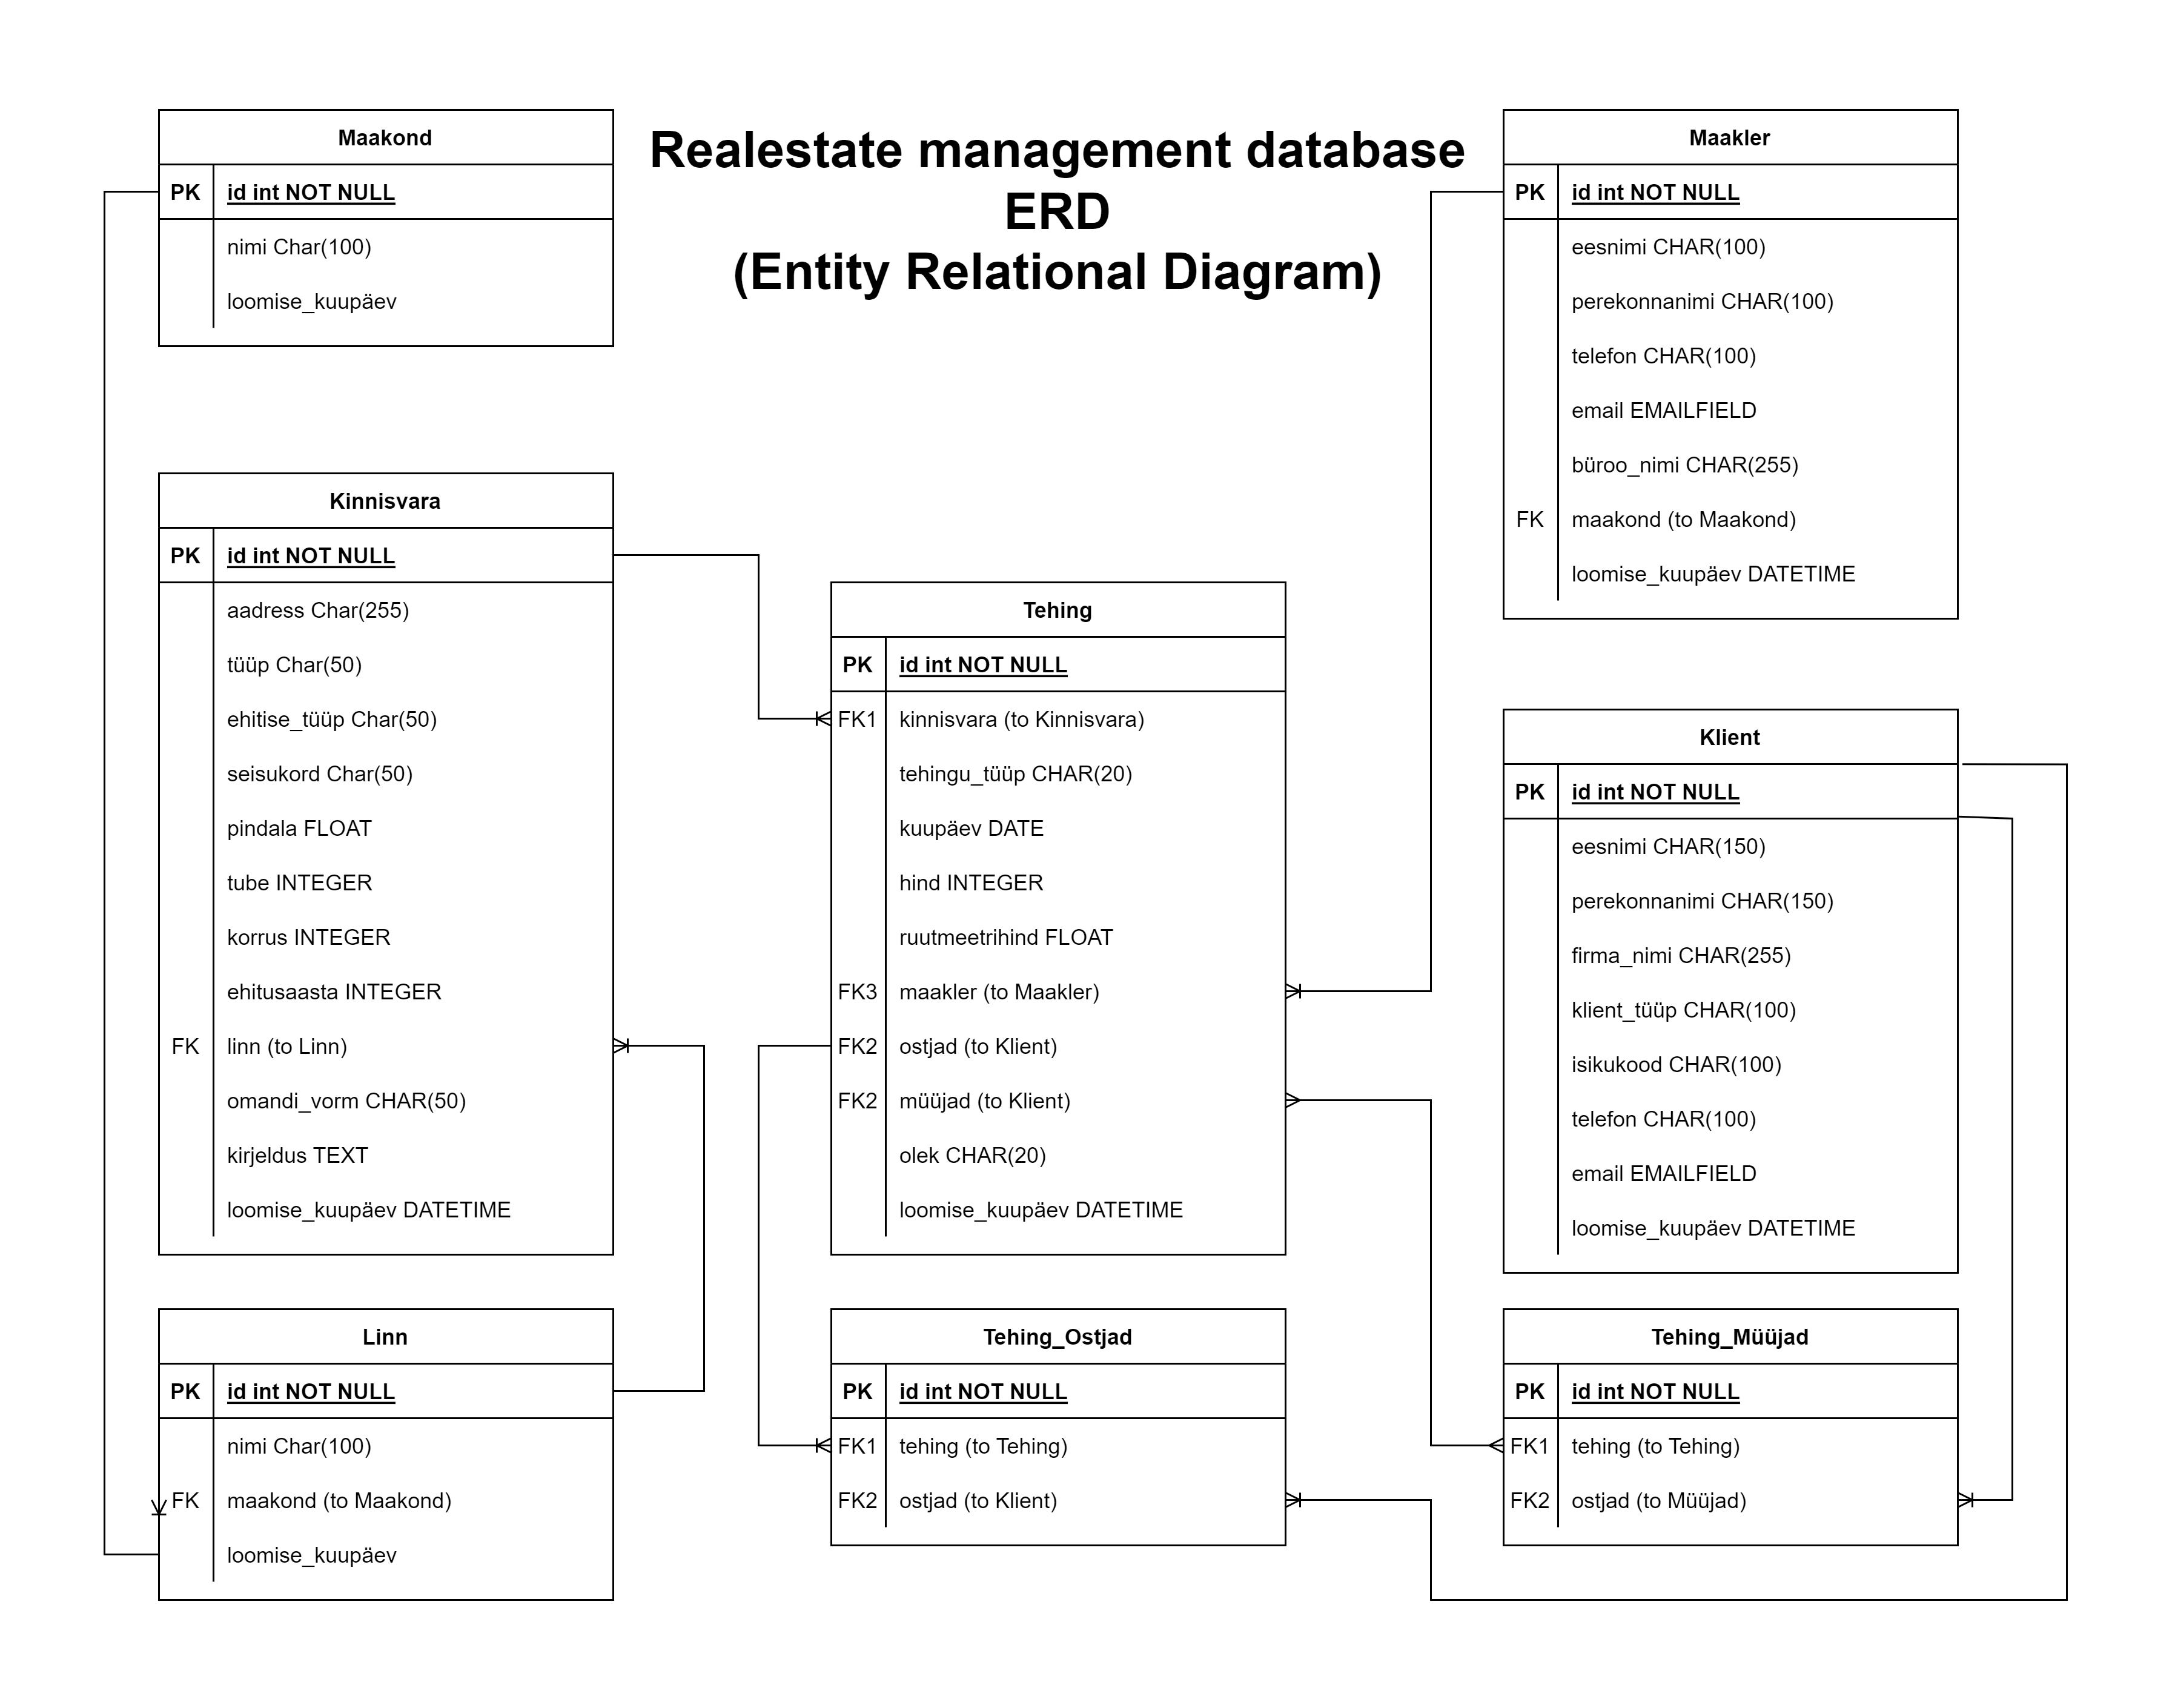 Realestate management database
ERD
(Entity Relational Diagram)
Maakond
PK id int NOT NULL
nimi Char(100)
loomise_kuupäev
Maakler
PK id int NOT NULL
eesnimi CHAR(100)
perekonnanimi CHAR(100)
telefon CHAR(100)
email EMAILFIELD
büroo_nimi CHAR(255)
FK maakond (to Maakond)
loomise_kuupäev DATETIME
Kinnisvara
PK id int NOT NULL
aadress Char(255)
tüüp Char(50)
ehitise_tüüp Char(50)
seisukord Char(50)
pindala FLOAT
tube INTEGER
korrus INTEGER
ehitusaasta INTEGER
FK linn (to Linn)
omandi_vorm CHAR(50)
kirjeldus TEXT
loomise_kuupäev DATETIME
Tehing
PK id int NOT NULL
FK1 kinnisvara (to Kinnisvara)
tehingu_tüüp CHAR(20)
kuupäev DATE
hind INTEGER
ruutmeetrihind FLOAT
FK3 maakler (to Maakler)
FK2 ostjad (to Klient)
FK2 müüjad (to Klient)
olek CHAR(20)
loomise_kuupäev DATETIME
Klient
PK id int NOT NULL
eesnimi CHAR(150)
perekonnanimi CHAR(150)
firma_nimi CHAR(255)
klient_tüüp CHAR(100)
isikukood CHAR(100)
telefon CHAR(100)
email EMAILFIELD
loomise_kuupäev DATETIME
Linn
PK id int NOT NULL
nimi Char(100)
FK maakond (to Maakond)
loomise_kuupäev
Tehing_Ostjad
PK id int NOT NULL
FK1 tehing (to Tehing)
FK2 ostjad (to Klient)
Tehing_Müüjad
PK id int NOT NULL
FK1 tehing (to Tehing)
FK2 ostjad (to Müüjad)